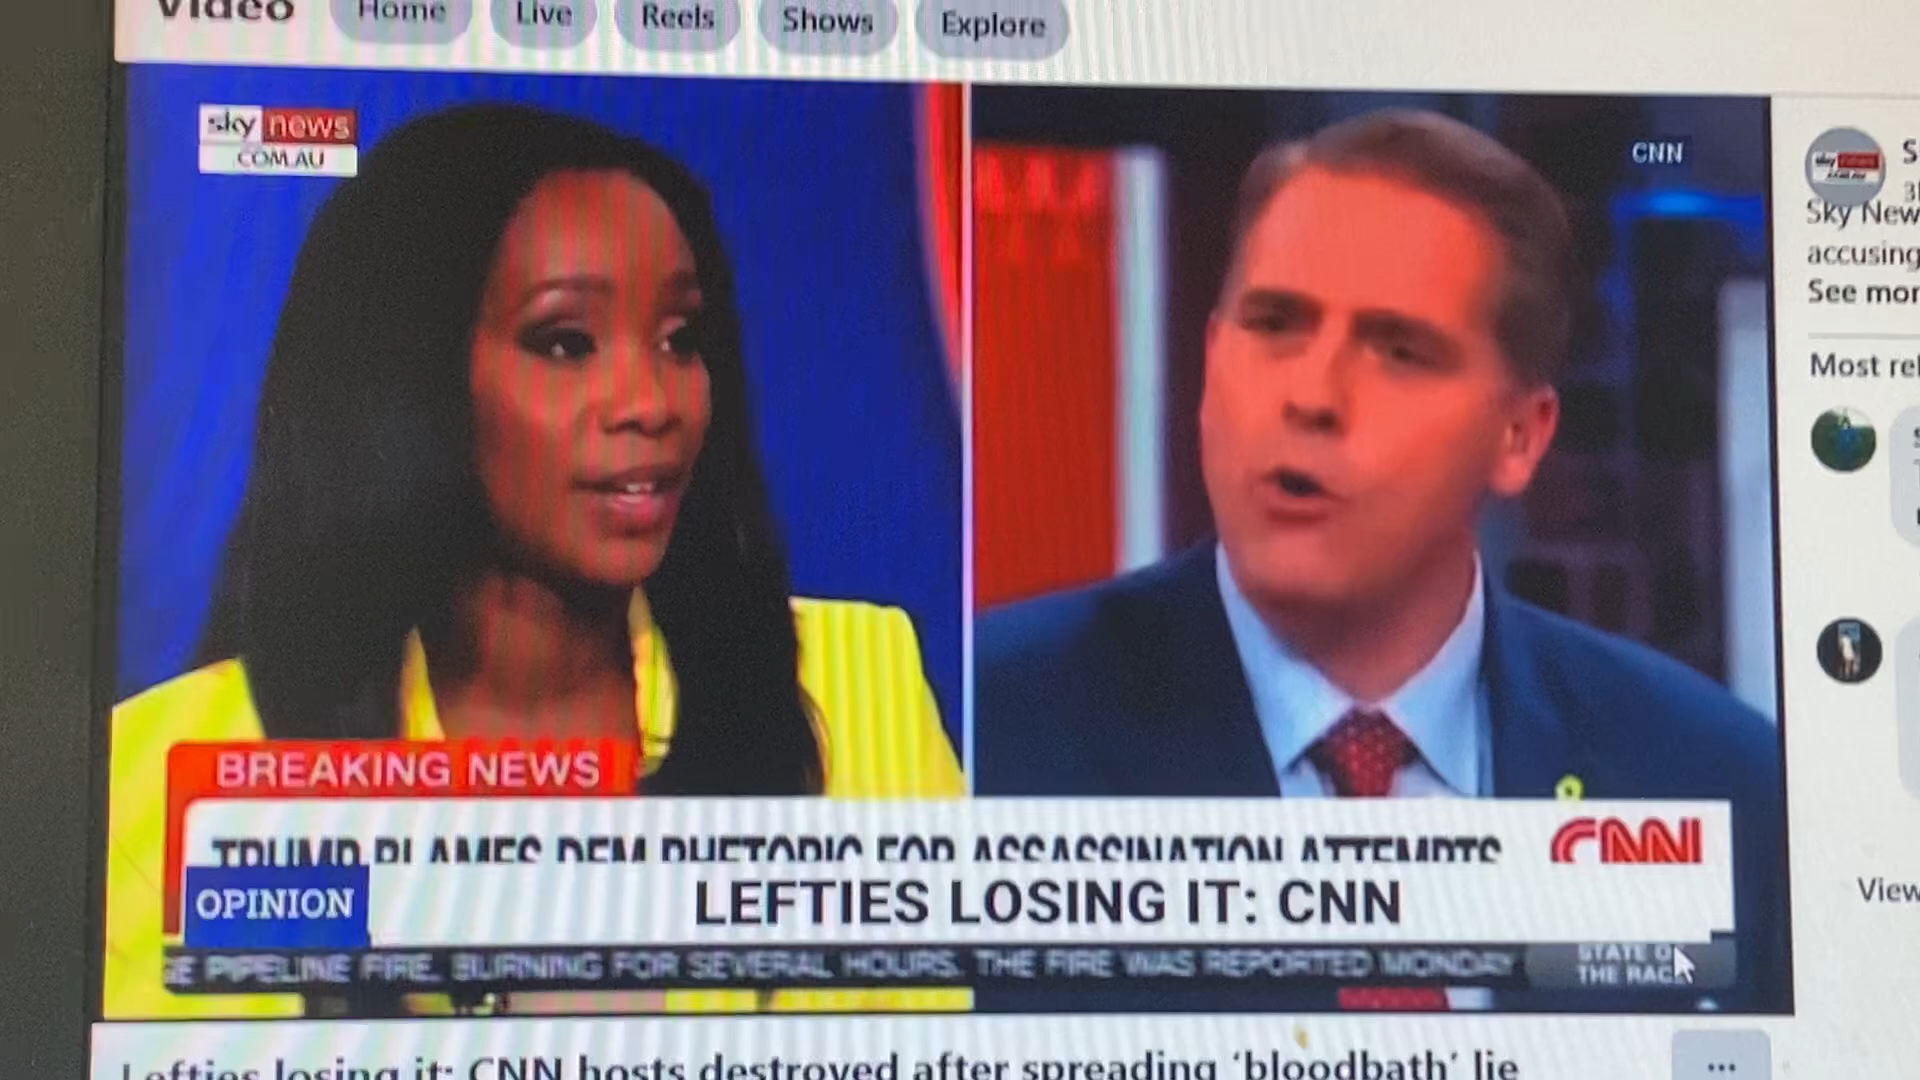 Video Home Live Reels Shows Explore
sky news
COM.AU
CNN
Sky New
accusing
See mor
Most rel
BREAKING NEWS
TRUMP BLAMES DEM RHETORIC FOR ASSASSINATION ATTEMPTS CNN
OPINION LEFTIES LOSING IT: CNN
E PIPELINE FIRE. BURNING FOR SEVERAL HOURS. THE FIRE WAS REPORTED MONDAY
STATE O
THE RAC
View
Lefties losing it: CNN hosts destroyed after spreading ‘bloodbath’ lie